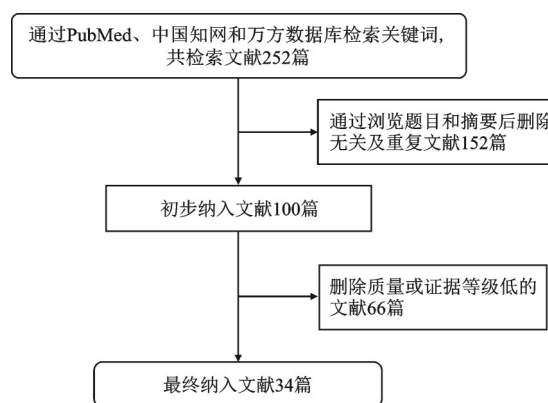 通过PubMed、中国知网和万方数据库检索关键词,
共检索文献252篇
通过浏览题目和摘要后删除
无关及重复文献152篇
初步纳入文献100篇
删除质量或证据等级低的
文献66篇
最终纳入文献34篇